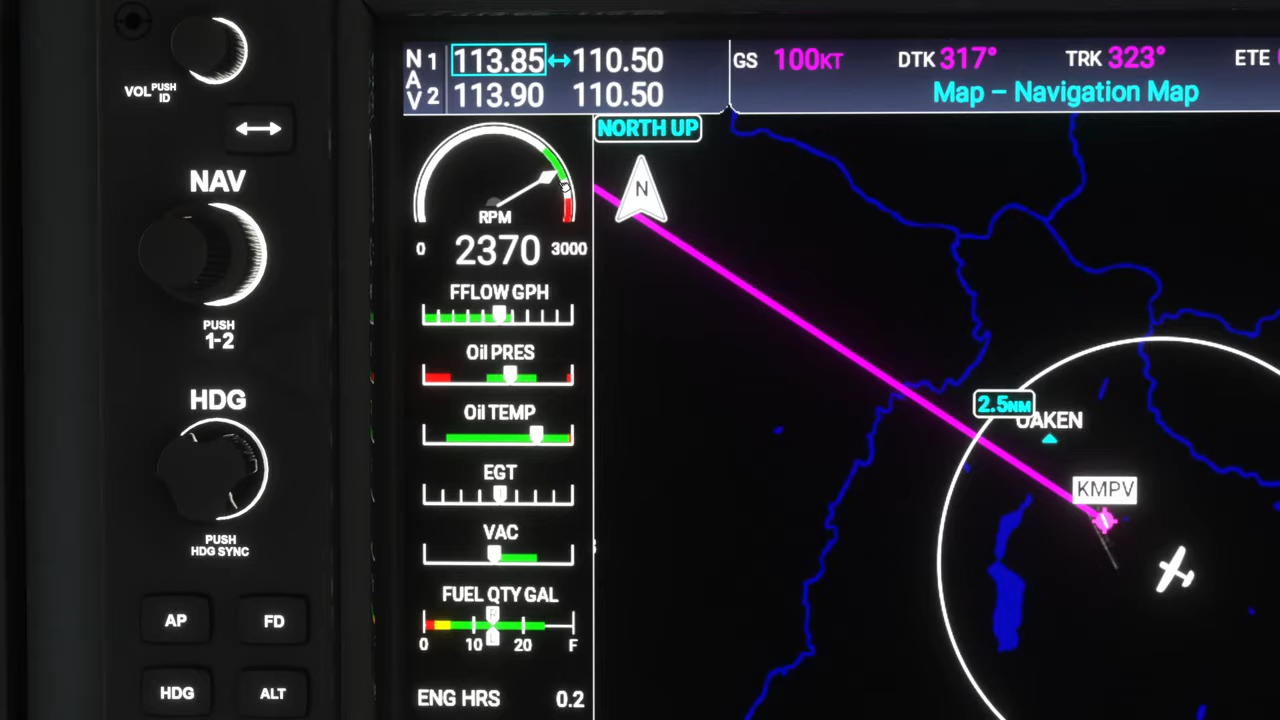 VOL PUSH ID
NAV
PUSH
1-2
HDG
PUSH
HDG SYNC
AP FD
HDG ALT
N 1 113.85 110.50
A
V 2 113.90 110.50
GS 100KT DTK 317° TRK 323° ETE
Map – Navigation Map
NORTH UP
N
RPM
0 2370 3000
FFLOW GPH
Oil PRES
Oil TEMP
EGT
VAC
FUEL QTY GAL
R
L
0 10 20 F
ENG HRS 0.2
2.5NM
OAKEN
KMPV